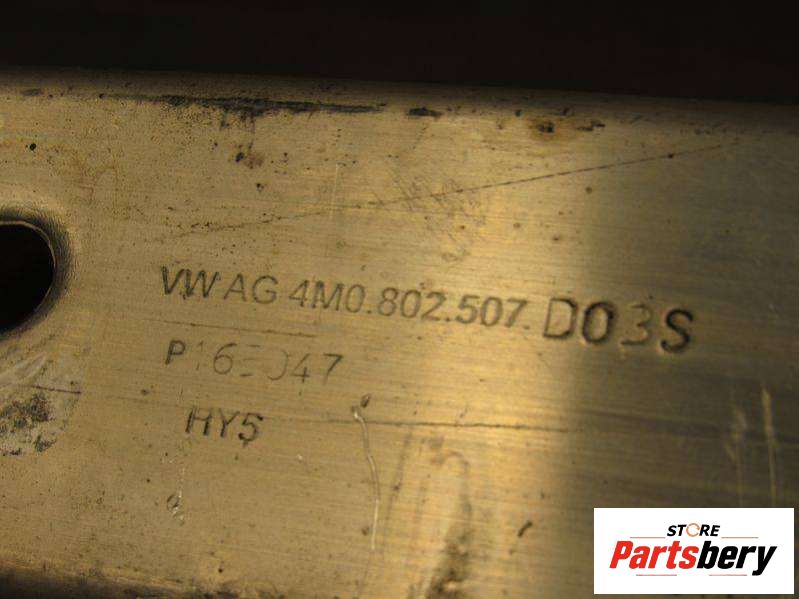 VW AG 4M0.802.507. D03S
HY5
STORE
Partsbery